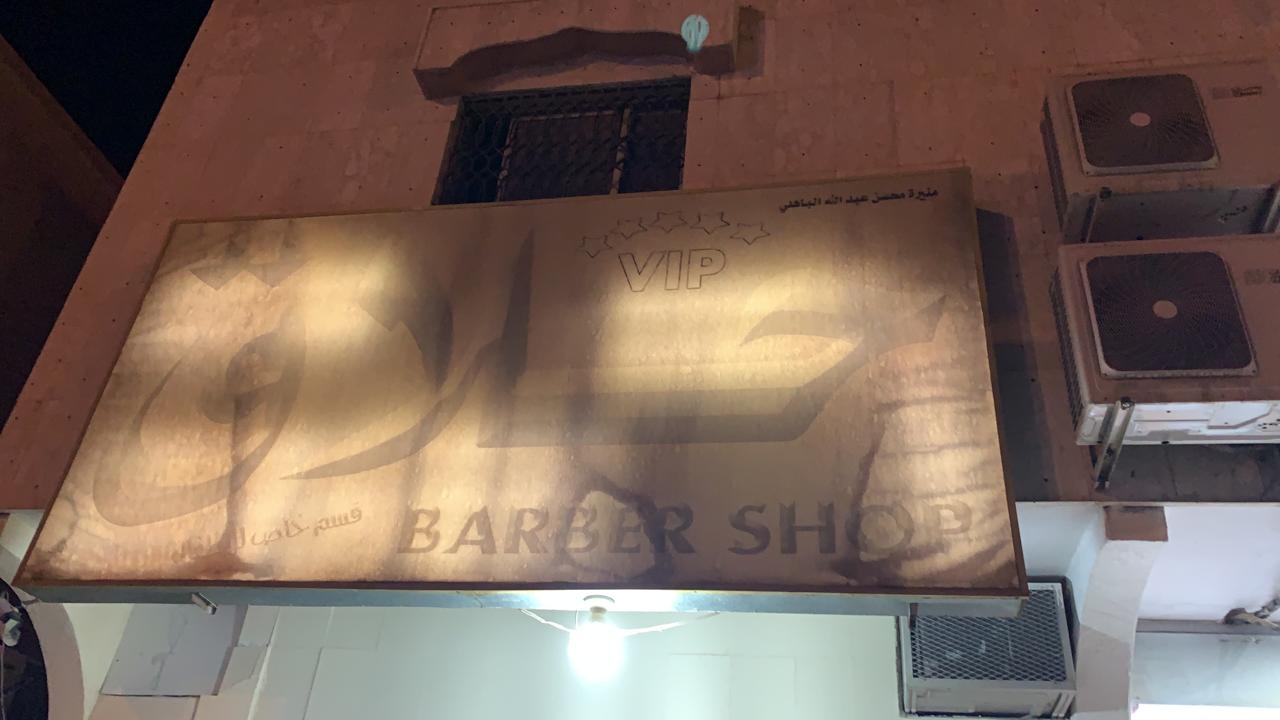 منيرة محسن عبد الله الباهلي
VIP
حلاق
BARBER SHOP
قسم خاص